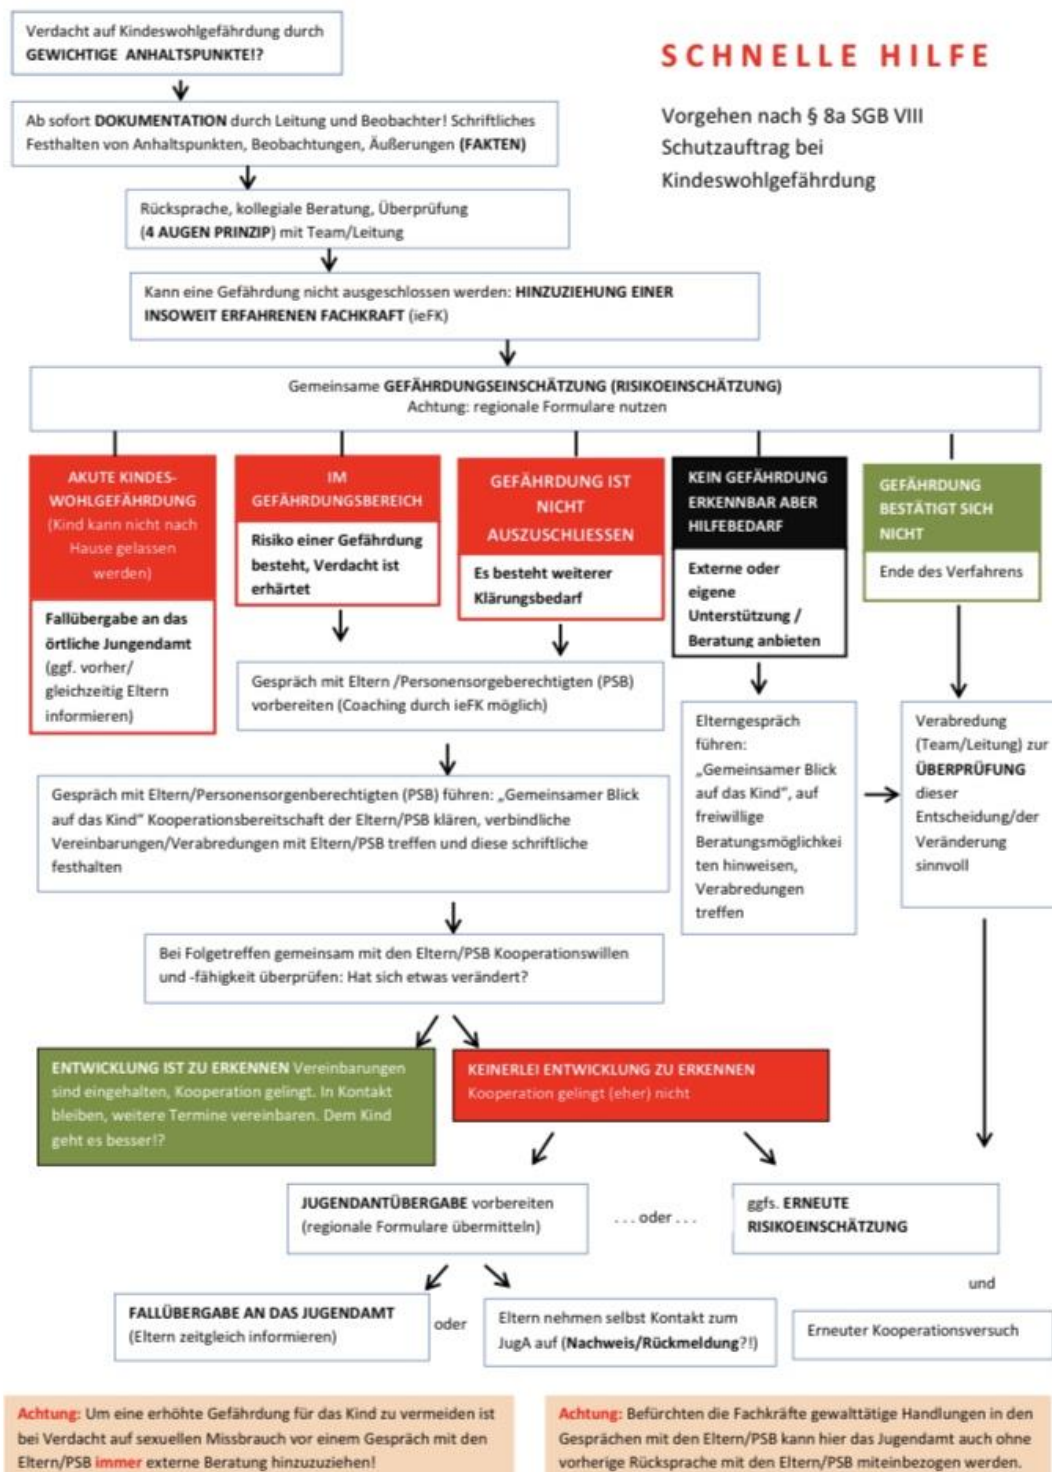 Verdacht auf Kindeswohlgefährdung durch
GEWICHTIGE ANHALTSPUNKTE!?
SCHNELLE HILFE
Vorgehen nach § 8a SGB VIII
Schutzauftrag bei
Kindeswohlgefährdung
Ab sofort DOKUMENTATION durch Leitung und Beobachter! Schriftliches
Festhalten von Anhaltspunkten, Beobachtungen, Äußerungen (FAKTEN)
Rücksprache, kollegiale Beratung, Überprüfung
(4 AUGEN PRINZIP) mit Team/Leitung
Kann eine Gefährdung nicht ausgeschlossen werden: HINZUZIEHUNG EINER
INSOWEIT ERFAHRENEN FACHKRAFT (ieFK)
Gemeinsame GEFÄHRDUNGSEINSCHÄTZUNG (RISIKOEINSCHÄTZUNG)
Achtung: regionale Formulare nutzen
AKUTE KINDES-
WOHLGEFÄHRDUNG
(Kind kann nicht nach
Hause gelassen
werden)
Fallübergabe an das
örtliche Jungendamt
(ggf. vorher/
gleichzeitig Eltern
informieren)
IM
GEFÄHRDUNGSBEREICH
Risiko einer Gefährdung
besteht, Verdacht ist
erhärtet
GEFÄHRDUNG IST
NICHT
AUSZUSCHLIESSEN
Es besteht weiterer
Klärungsbedarf
KEIN GEFÄHRDUNG
ERKENNBAR ABER
HILFEBEDARF
Externe oder
eigene
Unterstützung /
Beratung anbieten
GEFÄHRDUNG
BESTÄTIGT SICH
NICHT
Ende des Verfahrens
Gespräch mit Eltern /Personensorgeberechtigten (PSB)
vorbereiten (Coaching durch ieFK möglich)
Elterngespräch
führen:
„Gemeinsamer Blick
auf das Kind“, auf
freiwillige
Beratungsmöglichkei
ten hinweisen,
Verabredungen
treffen
Verabredung
(Team/Leitung) zur
ÜBERPRÜFUNG
dieser
Entscheidung/der
Veränderung
sinnvoll
Gespräch mit Eltern/Personensorgenberechtigten (PSB) führen: „Gemeinsamer Blick
auf das Kind“ Kooperationsbereitschaft der Eltern/PSB klären, verbindliche
Vereinbarungen/Verabredungen mit Eltern/PSB treffen und diese schriftliche
festhalten
Bei Folgetreffen gemeinsam mit den Eltern/PSB Kooperationswillen
und -fähigkeit überprüfen: Hat sich etwas verändert?
ENTWICKLUNG IST ZU ERKENNEN Vereinbarungen
sind eingehalten, Kooperation gelingt. In Kontakt
bleiben, weitere Termine vereinbaren. Dem Kind
geht es besser!?
KEINERLEI ENTWICKLUNG ZU ERKENNEN
Kooperation gelingt (eher) nicht
JUGENDANTÜBERGABE vorbereiten
(regionale Formulare übermitteln)
. . . oder . . .
ggfs. ERNEUTE
RISIKOEINSCHÄTZUNG
und
FALLÜBERGABE AN DAS JUGENDAMT
(Eltern zeitgleich informieren)
oder
Eltern nehmen selbst Kontakt zum
JugA auf (Nachweis/Rückmeldung?!)
Erneuter Kooperationsversuch
Achtung: Um eine erhöhte Gefährdung für das Kind zu vermeiden ist
bei Verdacht auf sexuellen Missbrauch vor einem Gespräch mit den
Eltern/PSB immer externe Beratung hinzuzuziehen!
Achtung: Befürchten die Fachkräfte gewalttätige Handlungen in den
Gesprächen mit den Eltern/PSB kann hier das Jugendamt auch ohne
vorherige Rücksprache mit den Eltern/PSB miteinbezogen werden.